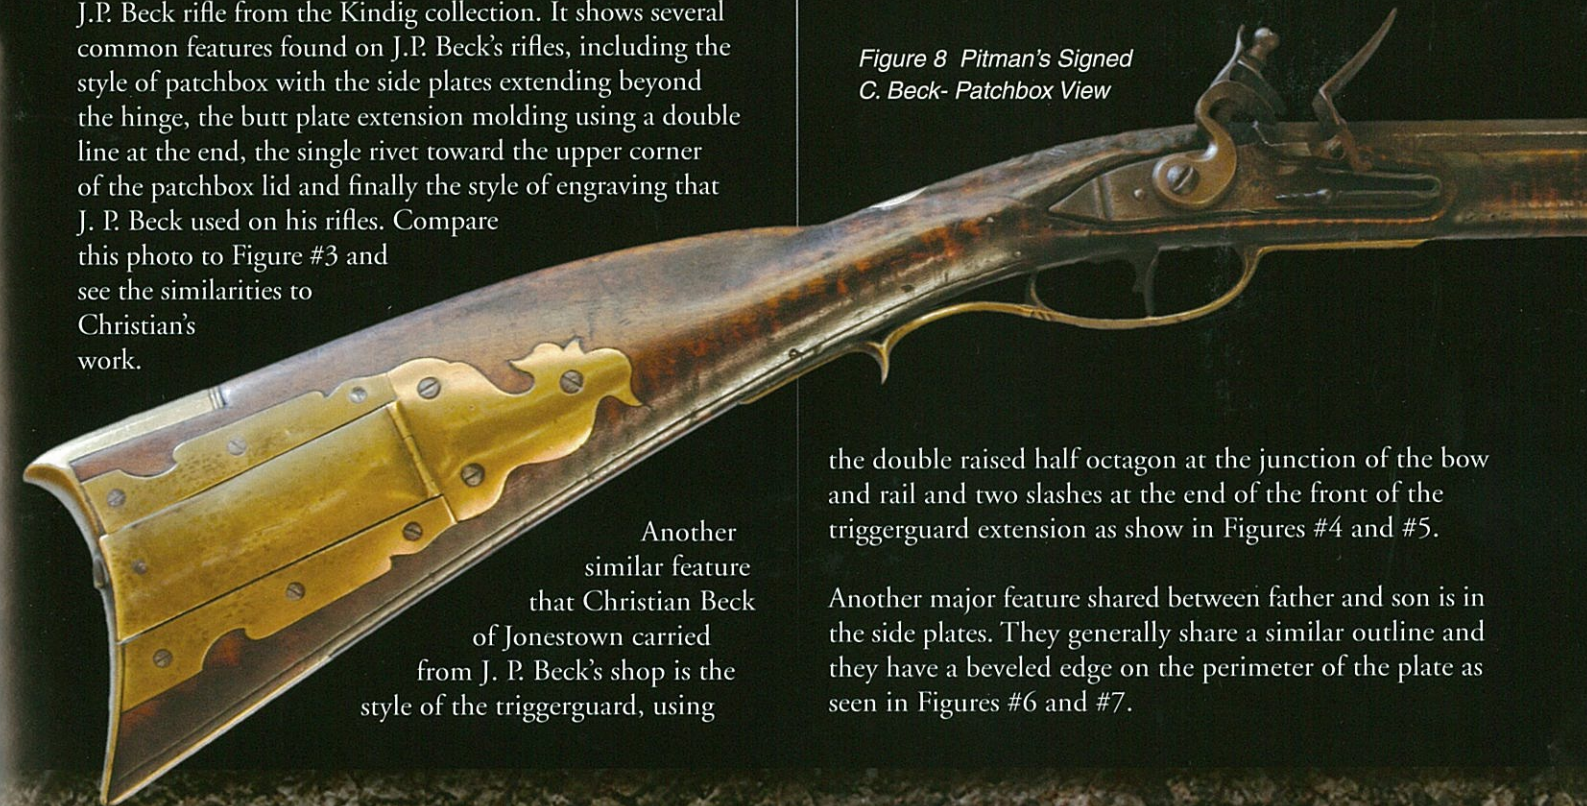 J.P. Beck rifle from the Kindig collection. It shows several
common features found on J.P. Beck's rifles, including the
style of patchbox with the side plates extending beyond
the hinge, the butt plate extension molding using a double
line at the end, the single rivet toward the upper corner
of the patchbox lid and finally the style of engraving that
J. P. Beck used on his rifles. Compare
this photo to Figure #3 and
see the similarities to
Christian's
work.
Another
similar feature
that Christian Beck
of Jonestown carried
from J. P. Beck's shop is the
style of the triggerguard, using
Figure 8 Pitman's Signed
C. Beck- Patchbox View
the double raised half octagon at the junction of the bow
and rail and two slashes at the end of the front of the
triggerguard extension as show in Figures #4 and #5.
Another major feature shared between father and son is in
the side plates. They generally share a similar outline and
they have a beveled edge on the perimeter of the plate as
seen in Figures #6 and #7.